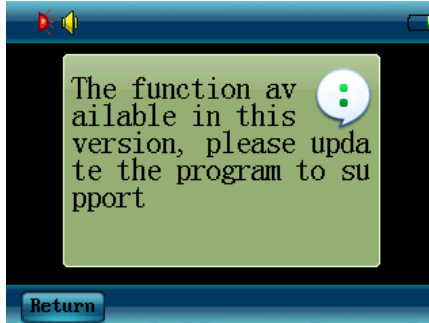 The function av
ailable in this
version, please upda
te the program to su
pport
Return